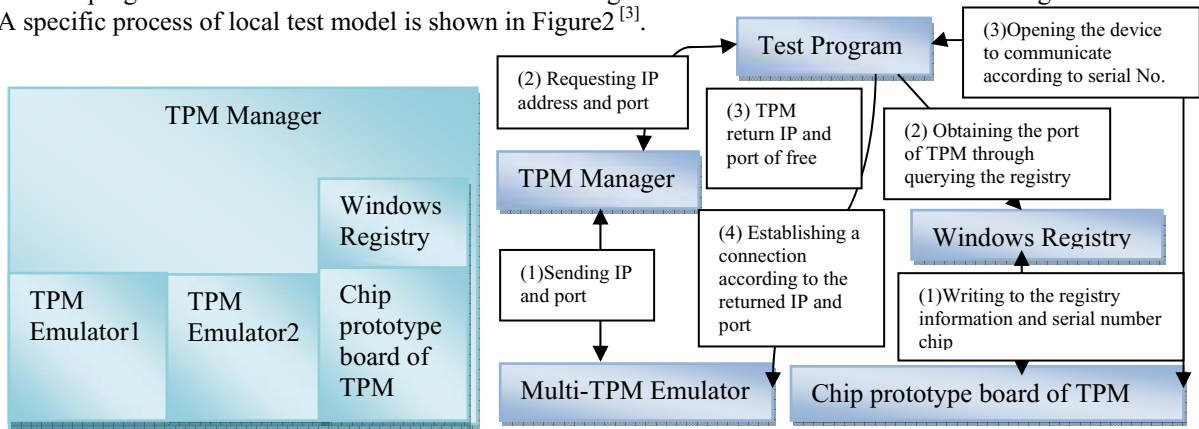 A specific process of local test model is shown in Figure2 [3].
TPM Manager
Windows
Registry
TPM
Emulator1
TPM
Emulator2
Chip
prototype
board of
TPM
Test Program
(3)Opening the device
to communicate
according to serial No.
(2) Requesting IP
address and port
(3) TPM
return IP and
port of free
(2) Obtaining the port
of TPM through
querying the registry
TPM Manager
(4) Establishing a
connection
according to the
returned IP and
port
Windows Registry
(1)Sending IP
and port
(1)Writing to the registry
information and serial number
chip
Multi-TPM Emulator
Chip prototype board of TPM